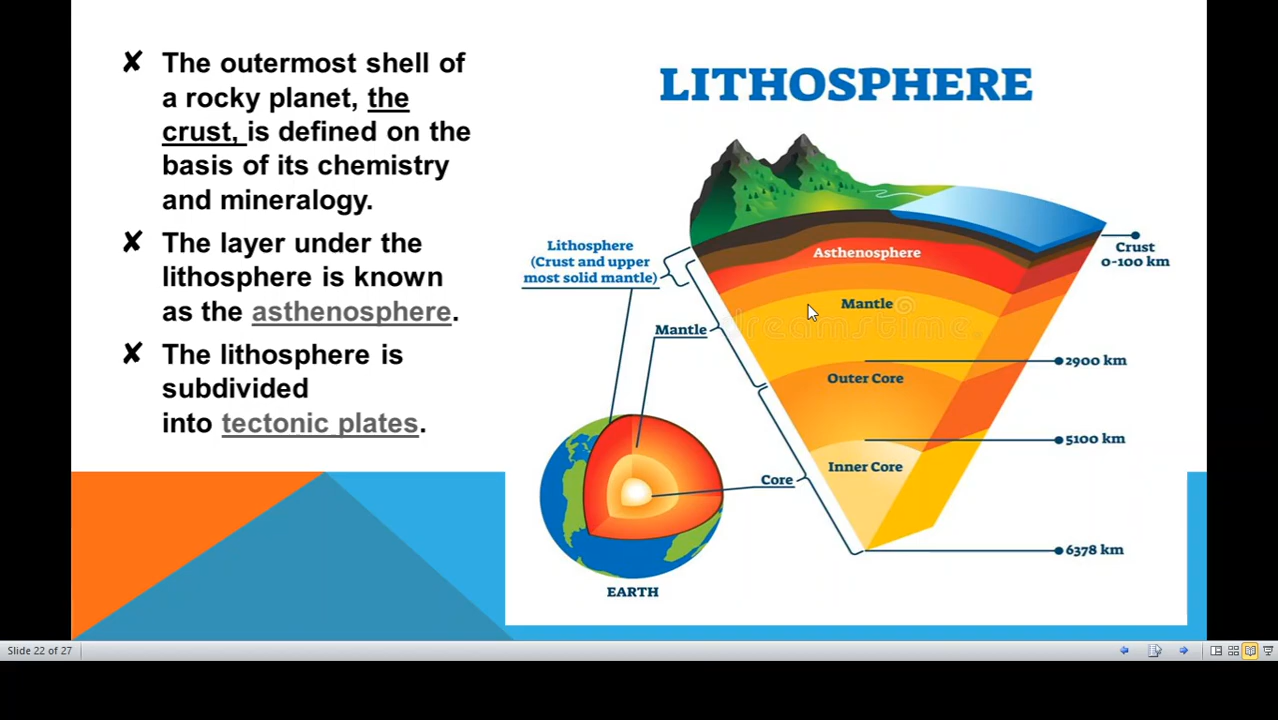 ✘ The outermost shell of
a rocky planet, the
crust, is defined on the
basis of its chemistry
and mineralogy.
✘ The layer under the
lithosphere is known
as the asthenosphere.
✘ The lithosphere is
subdivided
into tectonic plates.
LITHOSPHERE
Lithosphere
(Crust and upper
most solid mantle)
Asthenosphere
Crust
0-100 km
Mantle
Mantle
dreamstime
2900 km
Outer Core
5100 km
Inner Core
Core
6378 km
EARTH
Slide 22 of 27